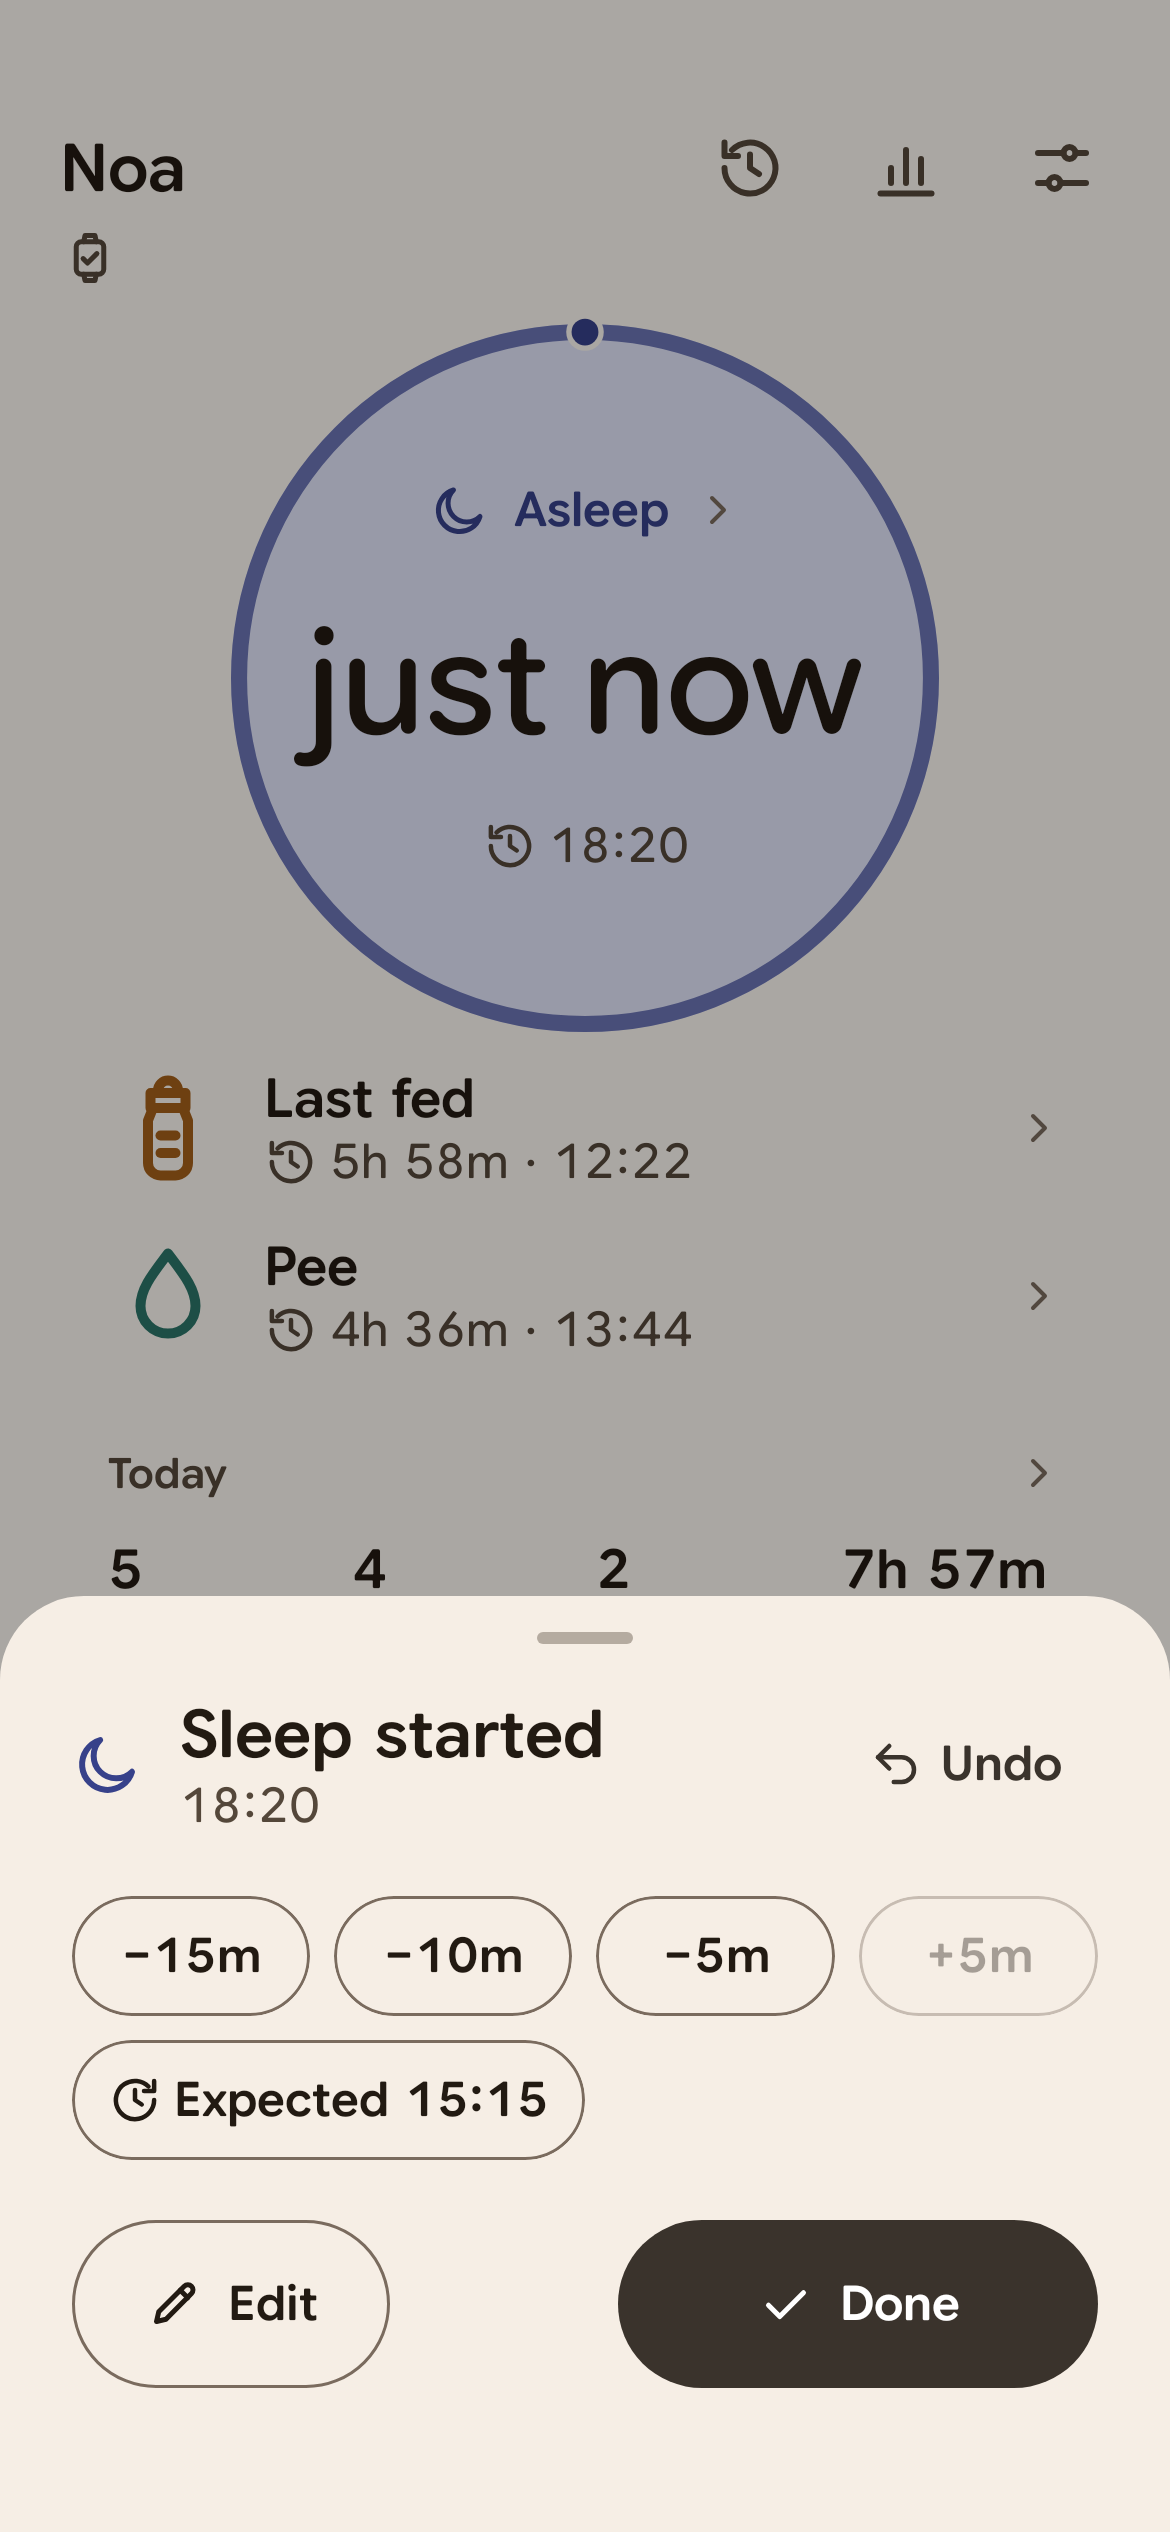 Noa
Asleep
just now
18:20
Last fed
5h 58m · 12:22
Pee
4h 36m · 13:44
Today
5 4 2 7h 57m
Sleep started
18:20
Undo
−15m −10m −5m +5m
Expected 15:15
Edit Done